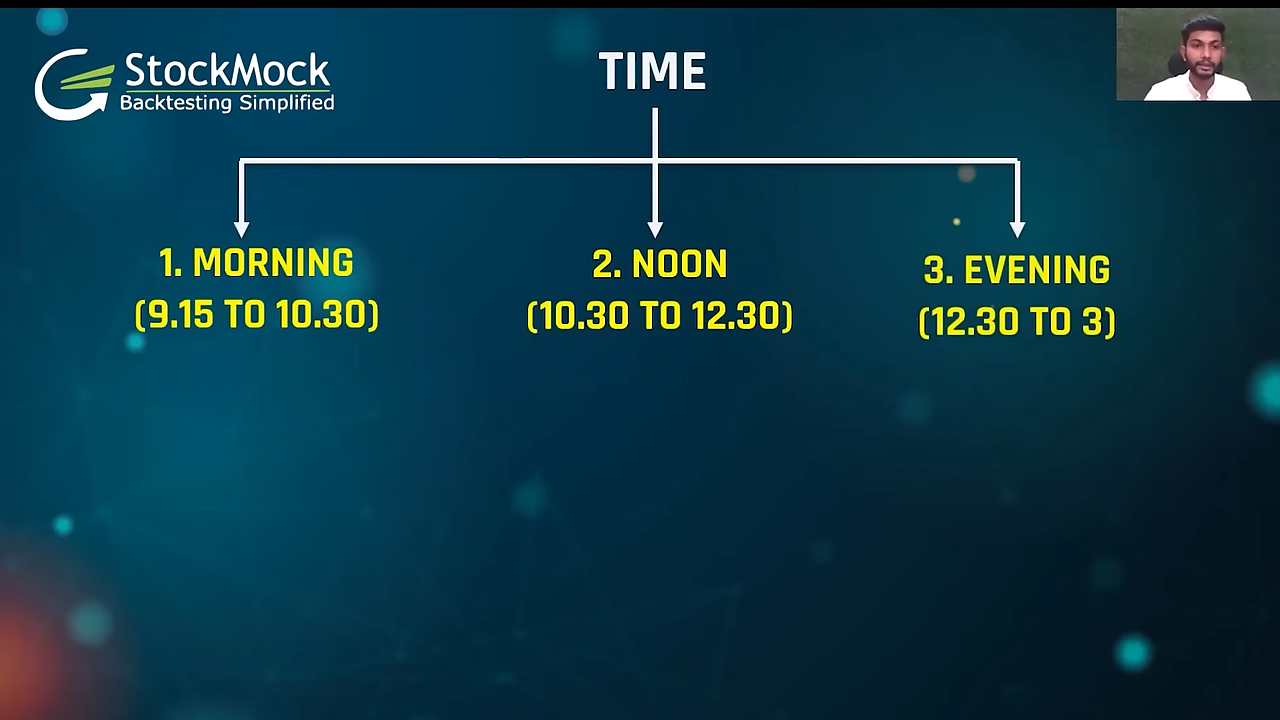 StockMock
Backtesting Simplified
TIME
1. MORNING
(9.15 TO 10.30)
2. NOON
(10.30 TO 12.30)
3. EVENING
(12.30 TO 3)